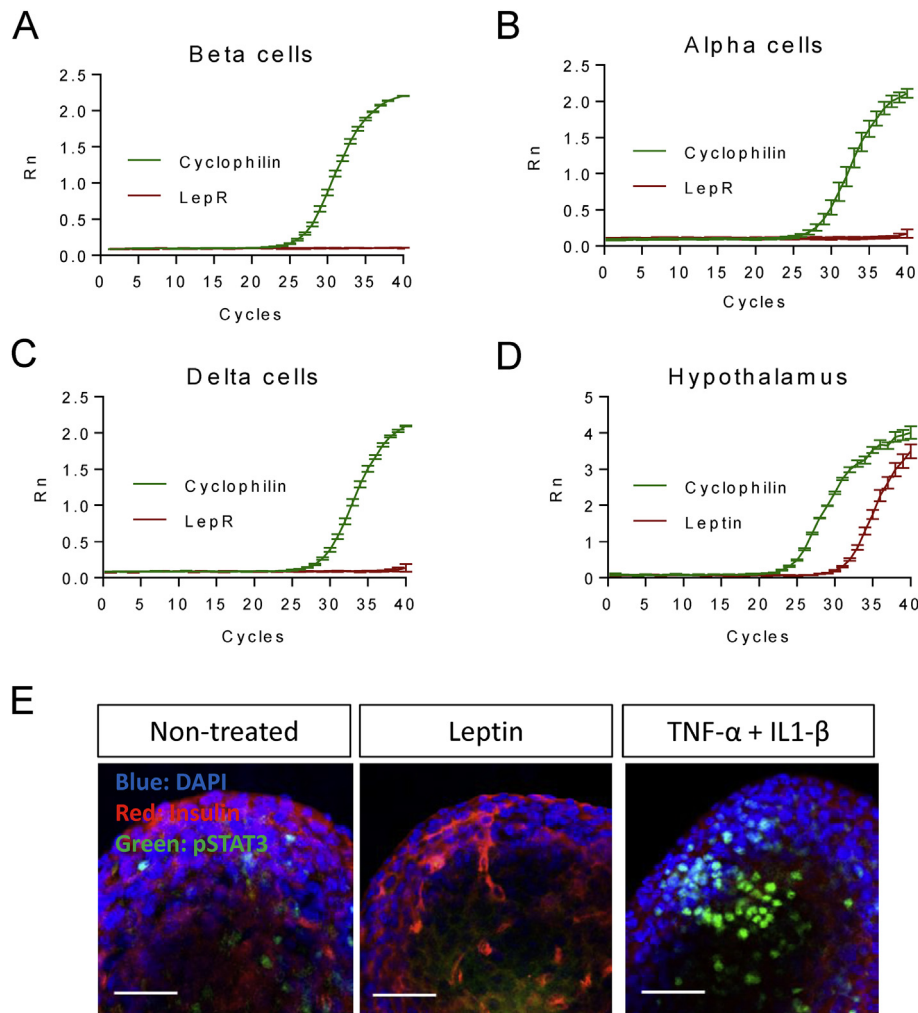 A
Beta cells
2.5
2.0
1.5
1.0
0.5
0.0
Rn
Cyclophilin
LepR
0 5 10 15 20 25 30 35 40
Cycles
B
Alpha cells
2.5
2.0
1.5
1.0
0.5
0.0
Rn
Cyclophilin
LepR
0 5 10 15 20 25 30 35 40
Cycles
C
Delta cells
2.5
2.0
1.5
1.0
0.5
0.0
Rn
Cyclophilin
LepR
0 5 10 15 20 25 30 35 40
Cycles
D
Hypothalamus
5
4
3
2
1
0
Rn
Cyclophilin
Leptin
0 5 10 15 20 25 30 35 40
Cycles
E
Non-treated
Leptin
TNF-α + IL1-β
Blue: DAPI
Red: Insulin
Green: pSTAT3